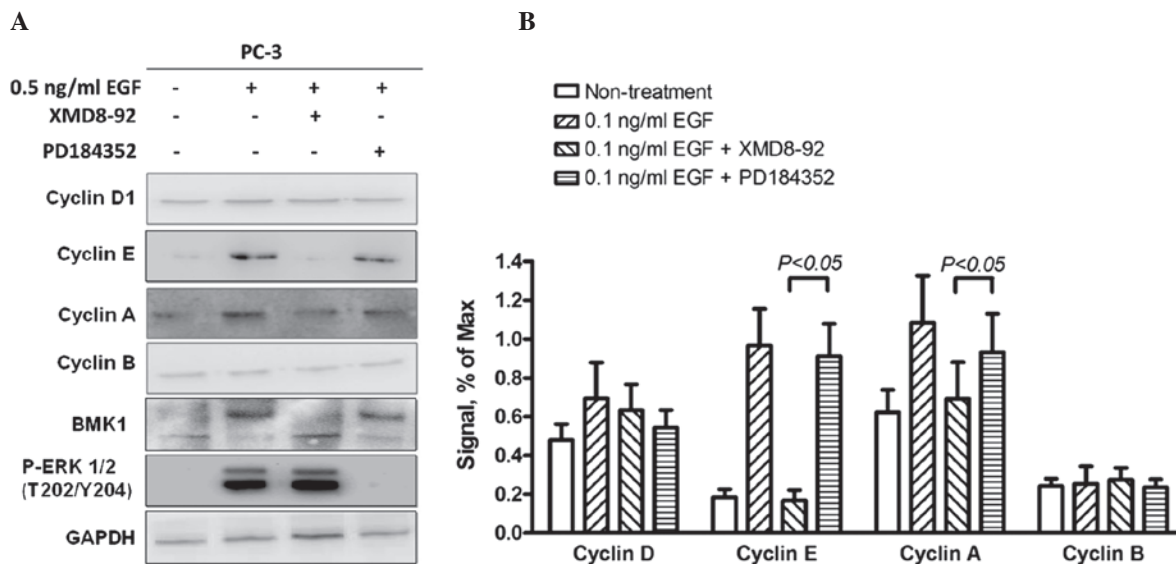 A
PC-3
0.5 ng/ml EGF - + + +
XMD8-92 - - + -
PD184352 - - - +
Cyclin D1
Cyclin E
Cyclin A
Cyclin B
BMK1
P-ERK 1/2
(T202/Y204)
GAPDH
B
Non-treatment
0.1 ng/ml EGF
0.1 ng/ml EGF + XMD8-92
0.1 ng/ml EGF + PD184352
Signal, % of Max
1.4
1.2
1.0
0.8
0.6
0.4
0.2
0.0
P<0.05
P<0.05
Cyclin D Cyclin E Cyclin A Cyclin B